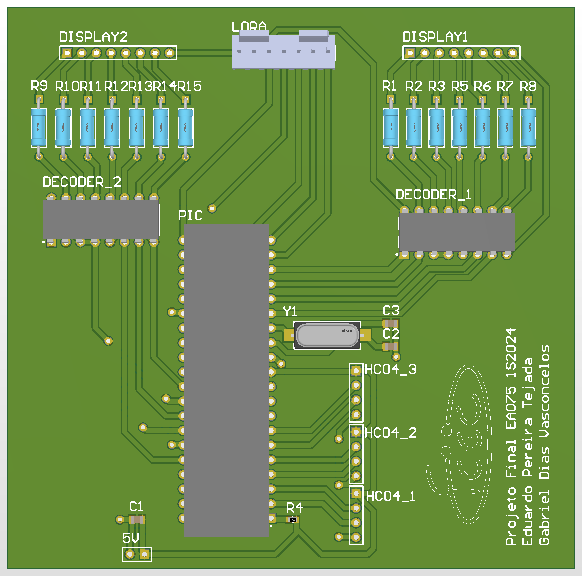 LORA
DISPLAY2
DISPLAY1
R9 R10 R11 R12 R13 R14 R15
R1 R2 R3 R5 R6 R7 R8
DECODER_2
DECODER_1
PIC
Y1
C3
C2
HC04_3
HC04_2
HC04_1
C1
R4
5V
Projeto Final EA075 1S2024
Eduardo Pereira Tejada
Gabriel Dias Vasconcelos